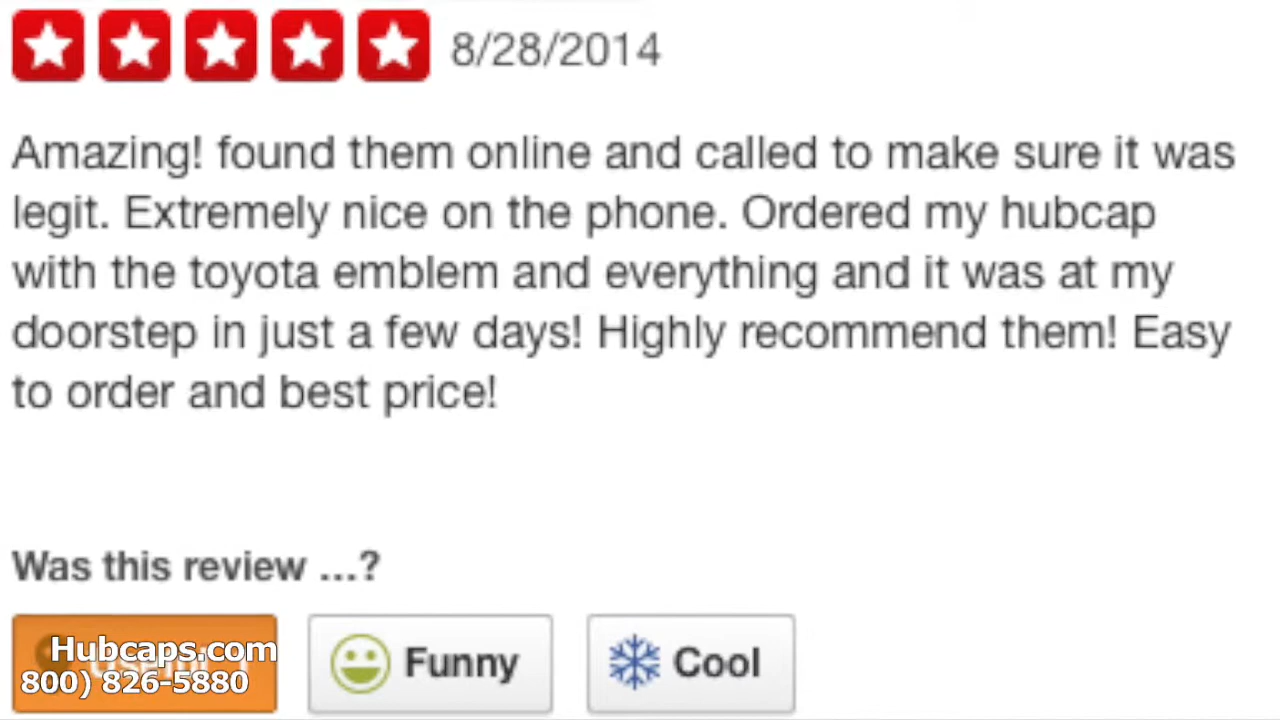 8/28/2014
Amazing! found them online and called to make sure it was
legit. Extremely nice on the phone. Ordered my hubcap
with the toyota emblem and everything and it was at my
doorstep in just a few days! Highly recommend them! Easy
to order and best price!
Was this review ...?
Hubcaps.com
800) 826-5880
Funny
Cool